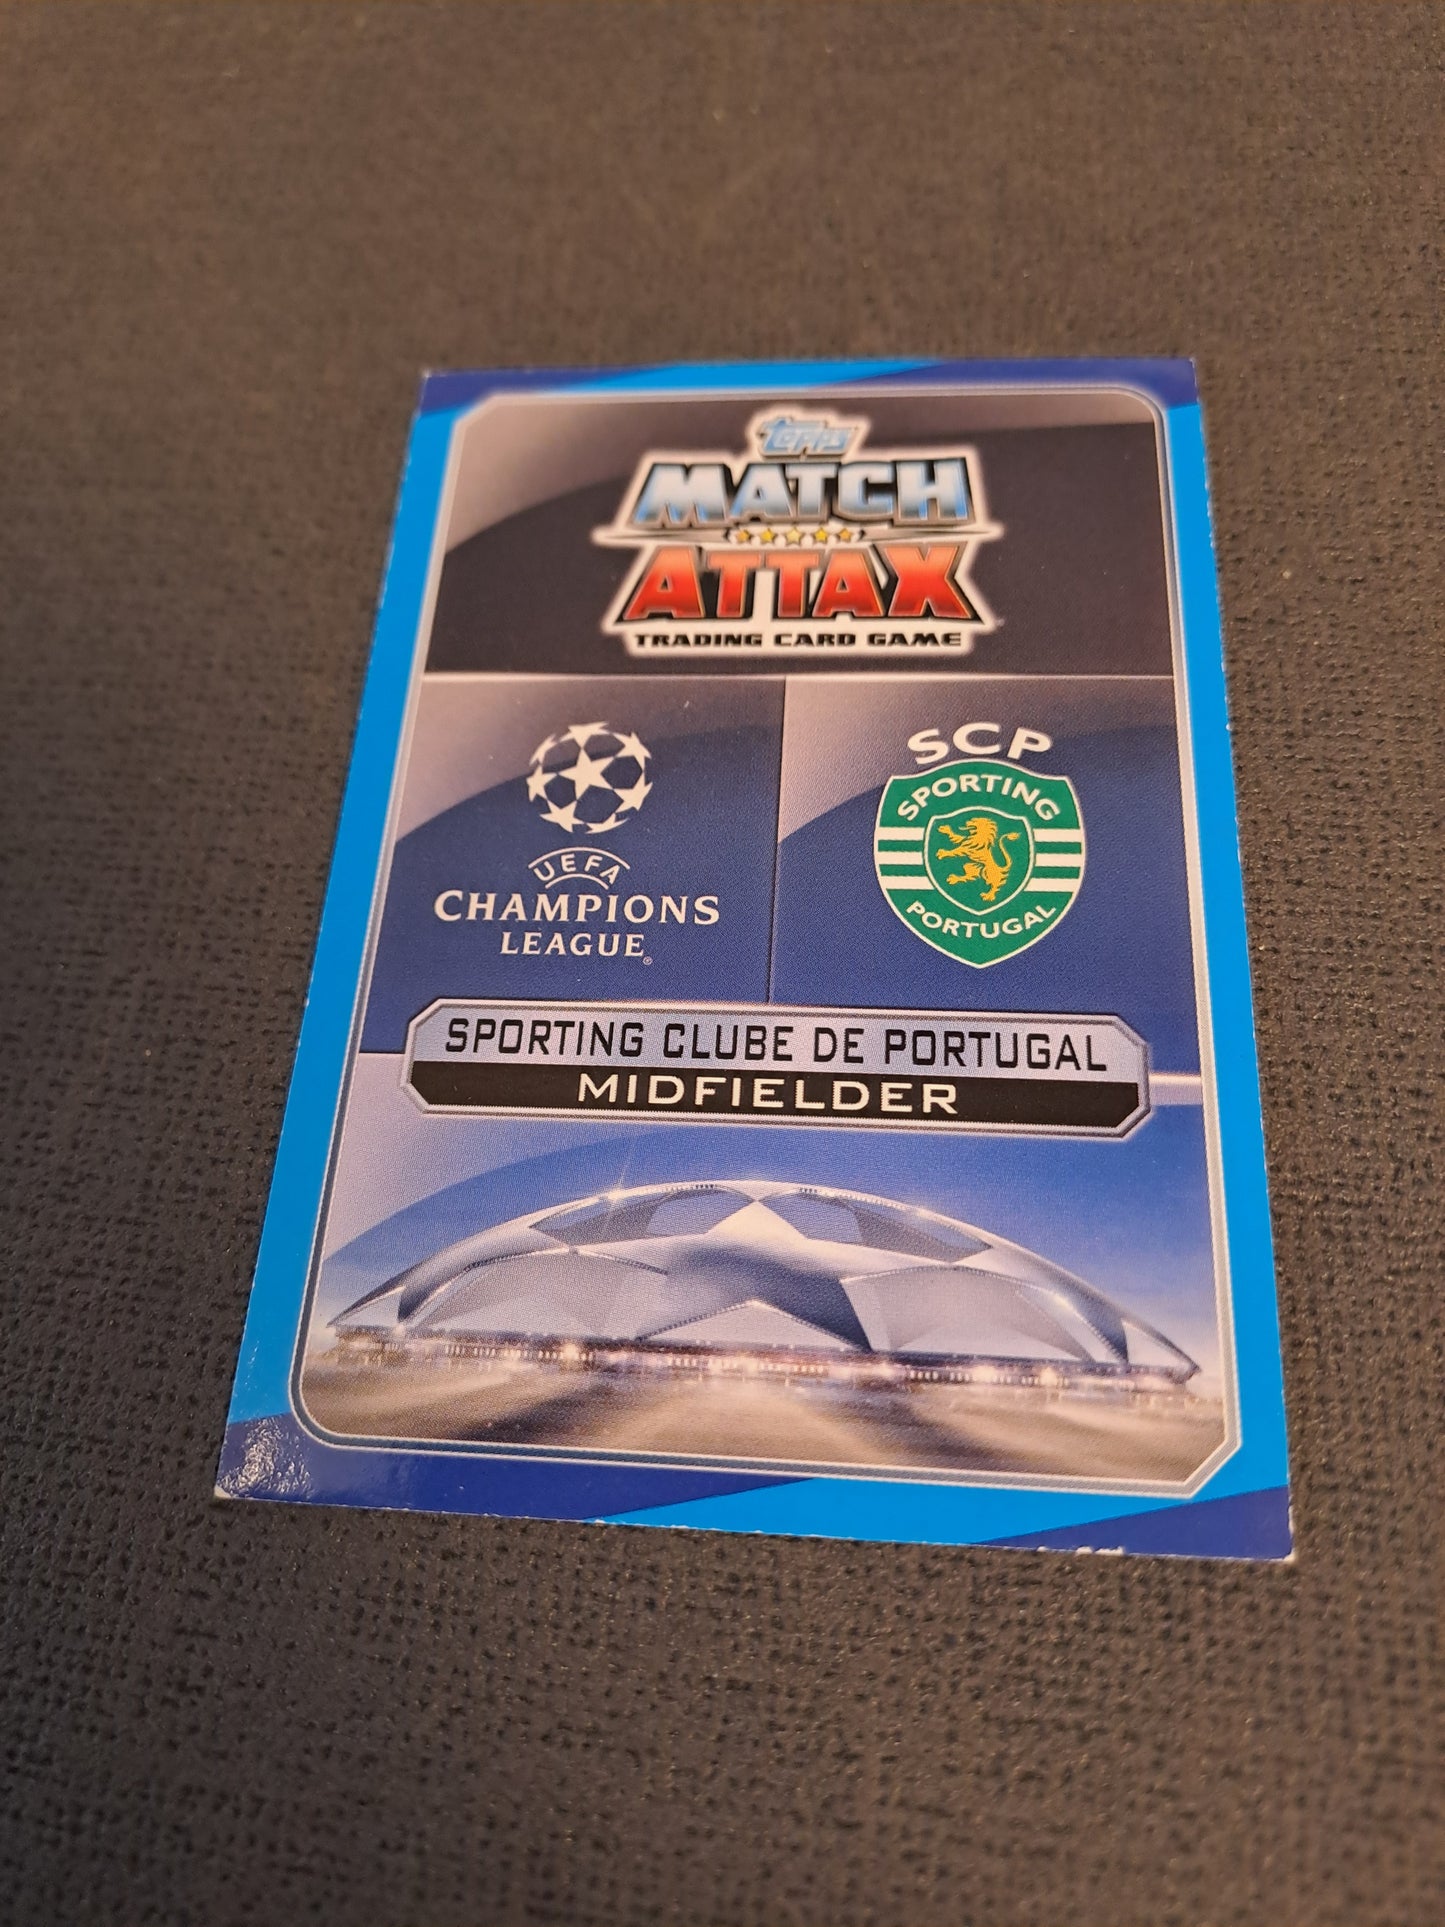 Topps
MATCH
ATTAX
TRADING CARD GAME
UEFA
CHAMPIONS
LEAGUE®
SCP
SPORTING
PORTUGAL
SPORTING CLUBE DE PORTUGAL
MIDFIELDER